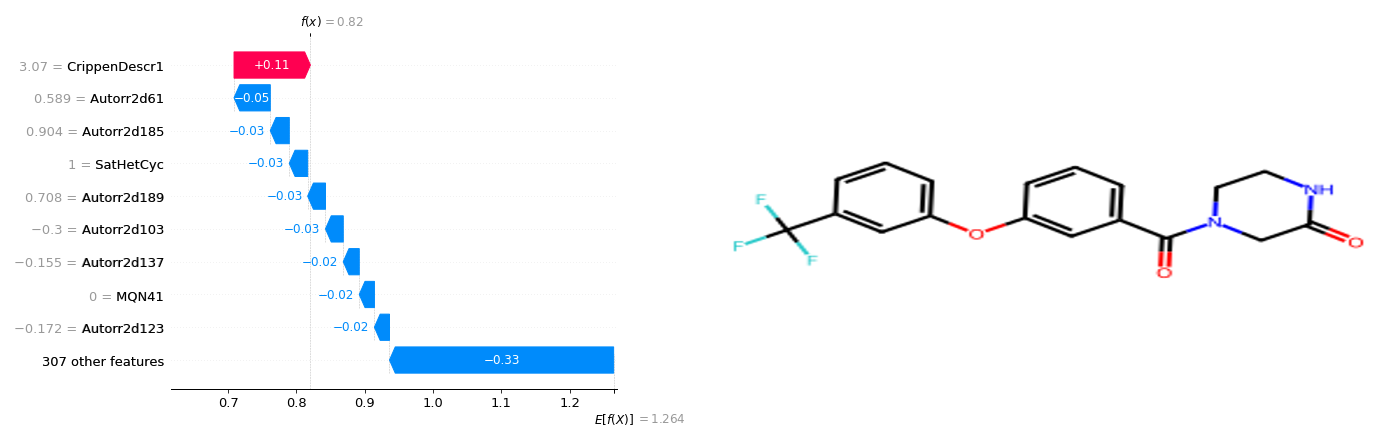 f(x) = 0.82
3.07 = CrippenDescr1
+0.11
0.589 = Autorr2d61
−0.05
0.904 = Autorr2d185
−0.03
1 = SatHetCyc
−0.03
0.708 = Autorr2d189
−0.03
−0.3 = Autorr2d103
−0.03
−0.155 = Autorr2d137
−0.02
0 = MQN41
−0.02
−0.172 = Autorr2d123
−0.02
307 other features
−0.33
0.7 0.8 0.9 1.0 1.1 1.2
E[f(X)] = 1.264
F
F
F
O
O
N
NH
O